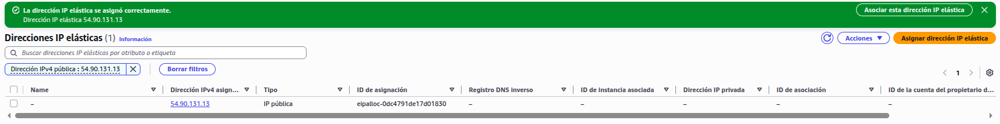 La dirección IP elástica se asignó correctamente.
Dirección IP elástica 54.90.131.13
Asociar esta dirección IP elástica
Direcciones IP elásticas (1) Información
Acciones
Asignar dirección IP elástica
Buscar direcciones IP elásticas por atributo o etiqueta
Dirección IPv4 pública : 54.90.131.13
Borrar filtros
1
Name Dirección IPv4 asign... Tipo ID de asignación Registro DNS inverso ID de instancia asociada Dirección IP privada ID de asociación ID de la cuenta del propietario d...
– 54.90.131.13 IP pública eipalloc-0dc4791de17d01830 – – – – –